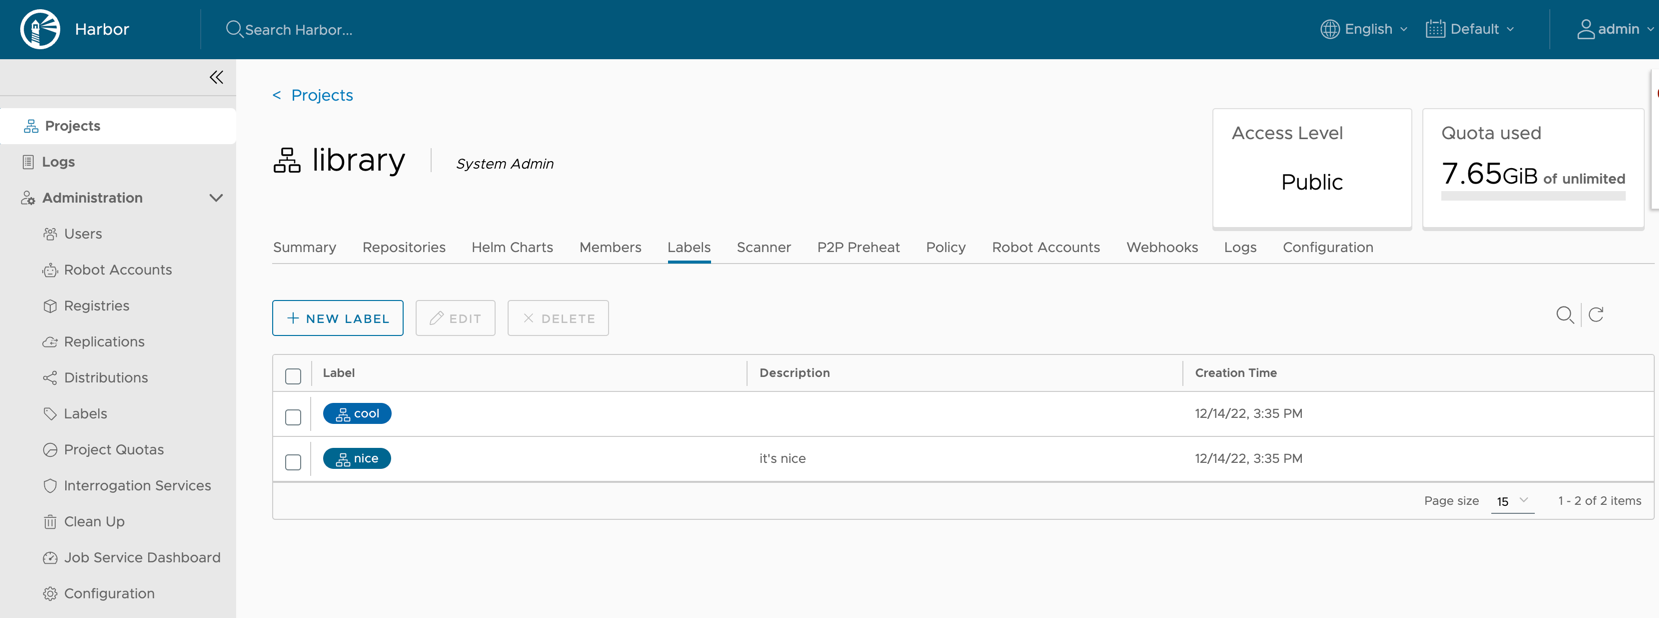 Harbor
Search Harbor...
English
Default
admin
Projects
Logs
Administration
Users
Robot Accounts
Registries
Replications
Distributions
Labels
Project Quotas
Interrogation Services
Clean Up
Job Service Dashboard
Configuration
< Projects
library
System Admin
Access Level
Public
Quota used
7.65GiB of unlimited
Summary Repositories Helm Charts Members Labels Scanner P2P Preheat Policy Robot Accounts Webhooks Logs Configuration
+ NEW LABEL
EDIT
× DELETE
Label Description Creation Time
cool 12/14/22, 3:35 PM
nice it's nice 12/14/22, 3:35 PM
Page size 15 1 - 2 of 2 items